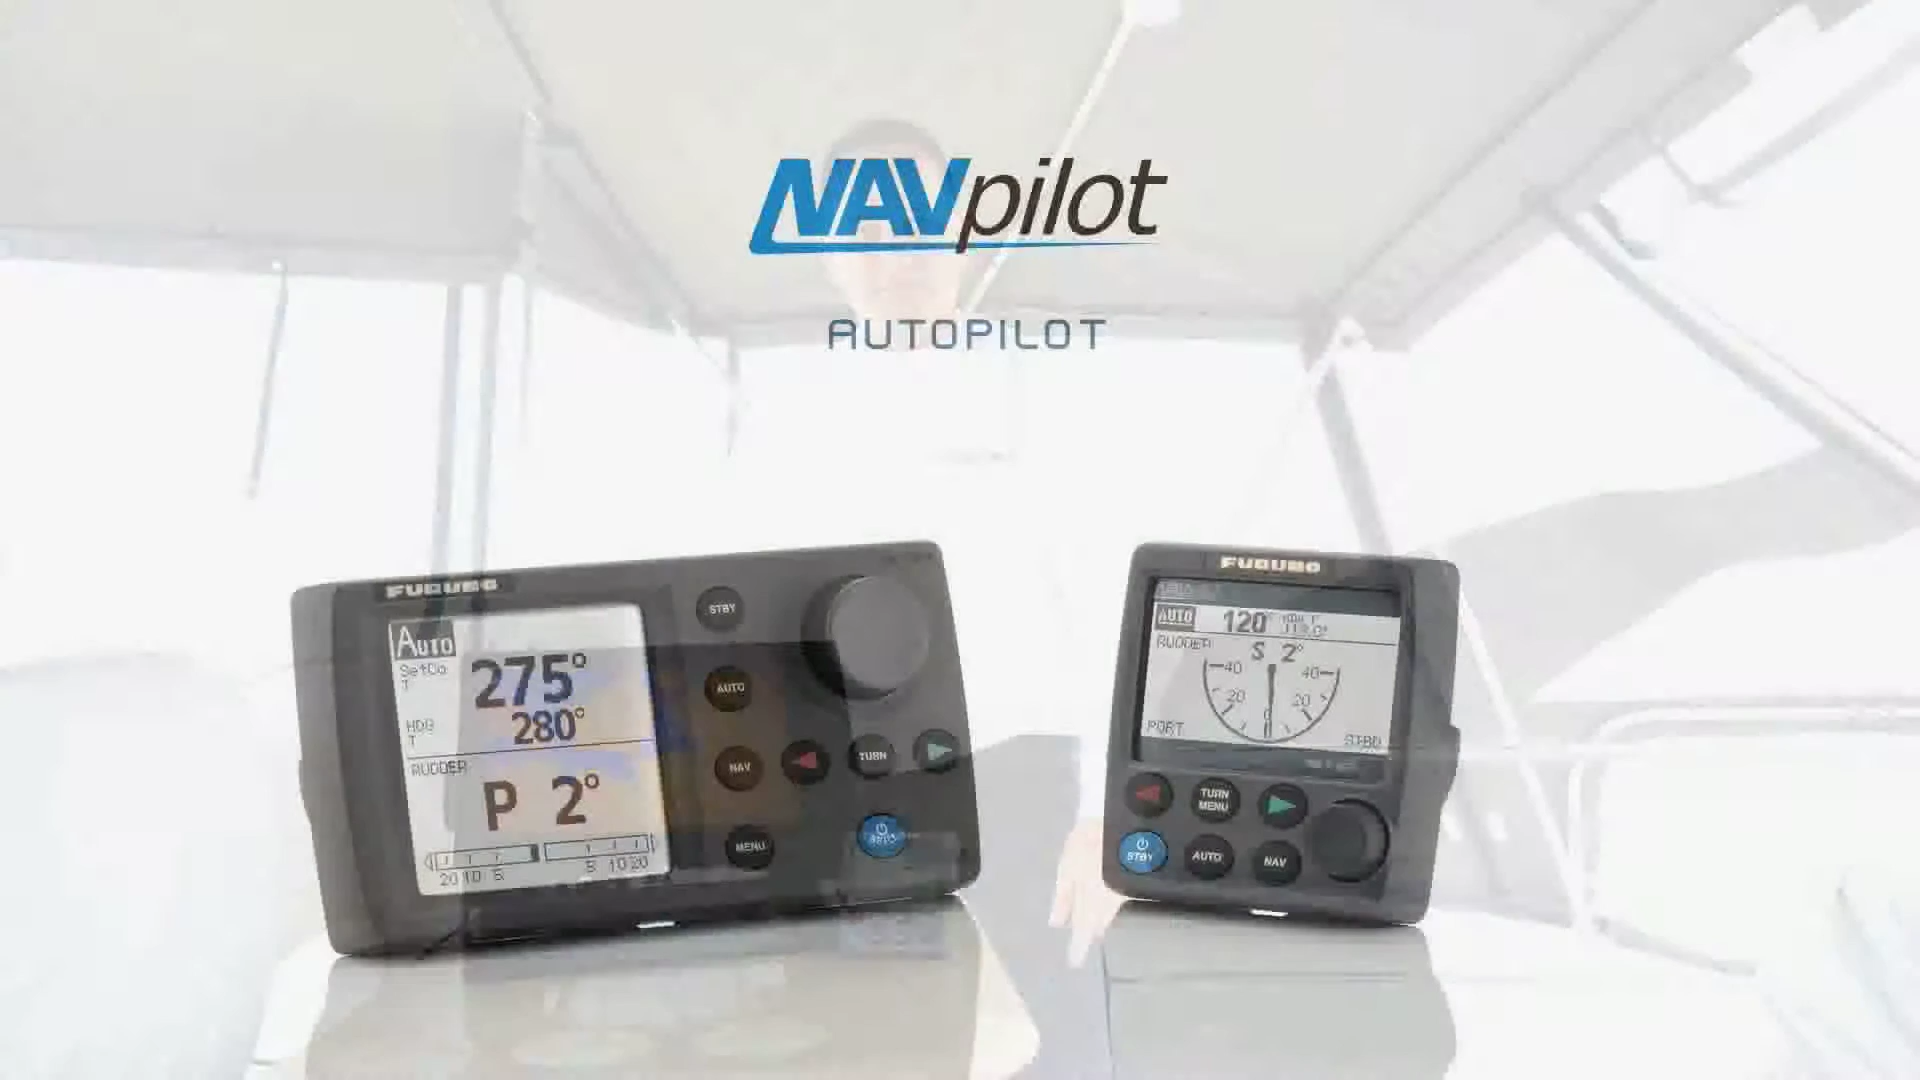 NAVpilot
AUTOPILOT
FURUNO
AUTO
SetCo
T
275°
HDG
T
280°
RUDDER
P 2°
20 10 5
5 10 20
STBY
AUTO
NAV
TURN
MENU
FURUNO
AUTO
120°
RUDDER
S 2°
40
40
20
20
0
PORT
STBD
TURN
MENU
STBY
AUTO
NAV